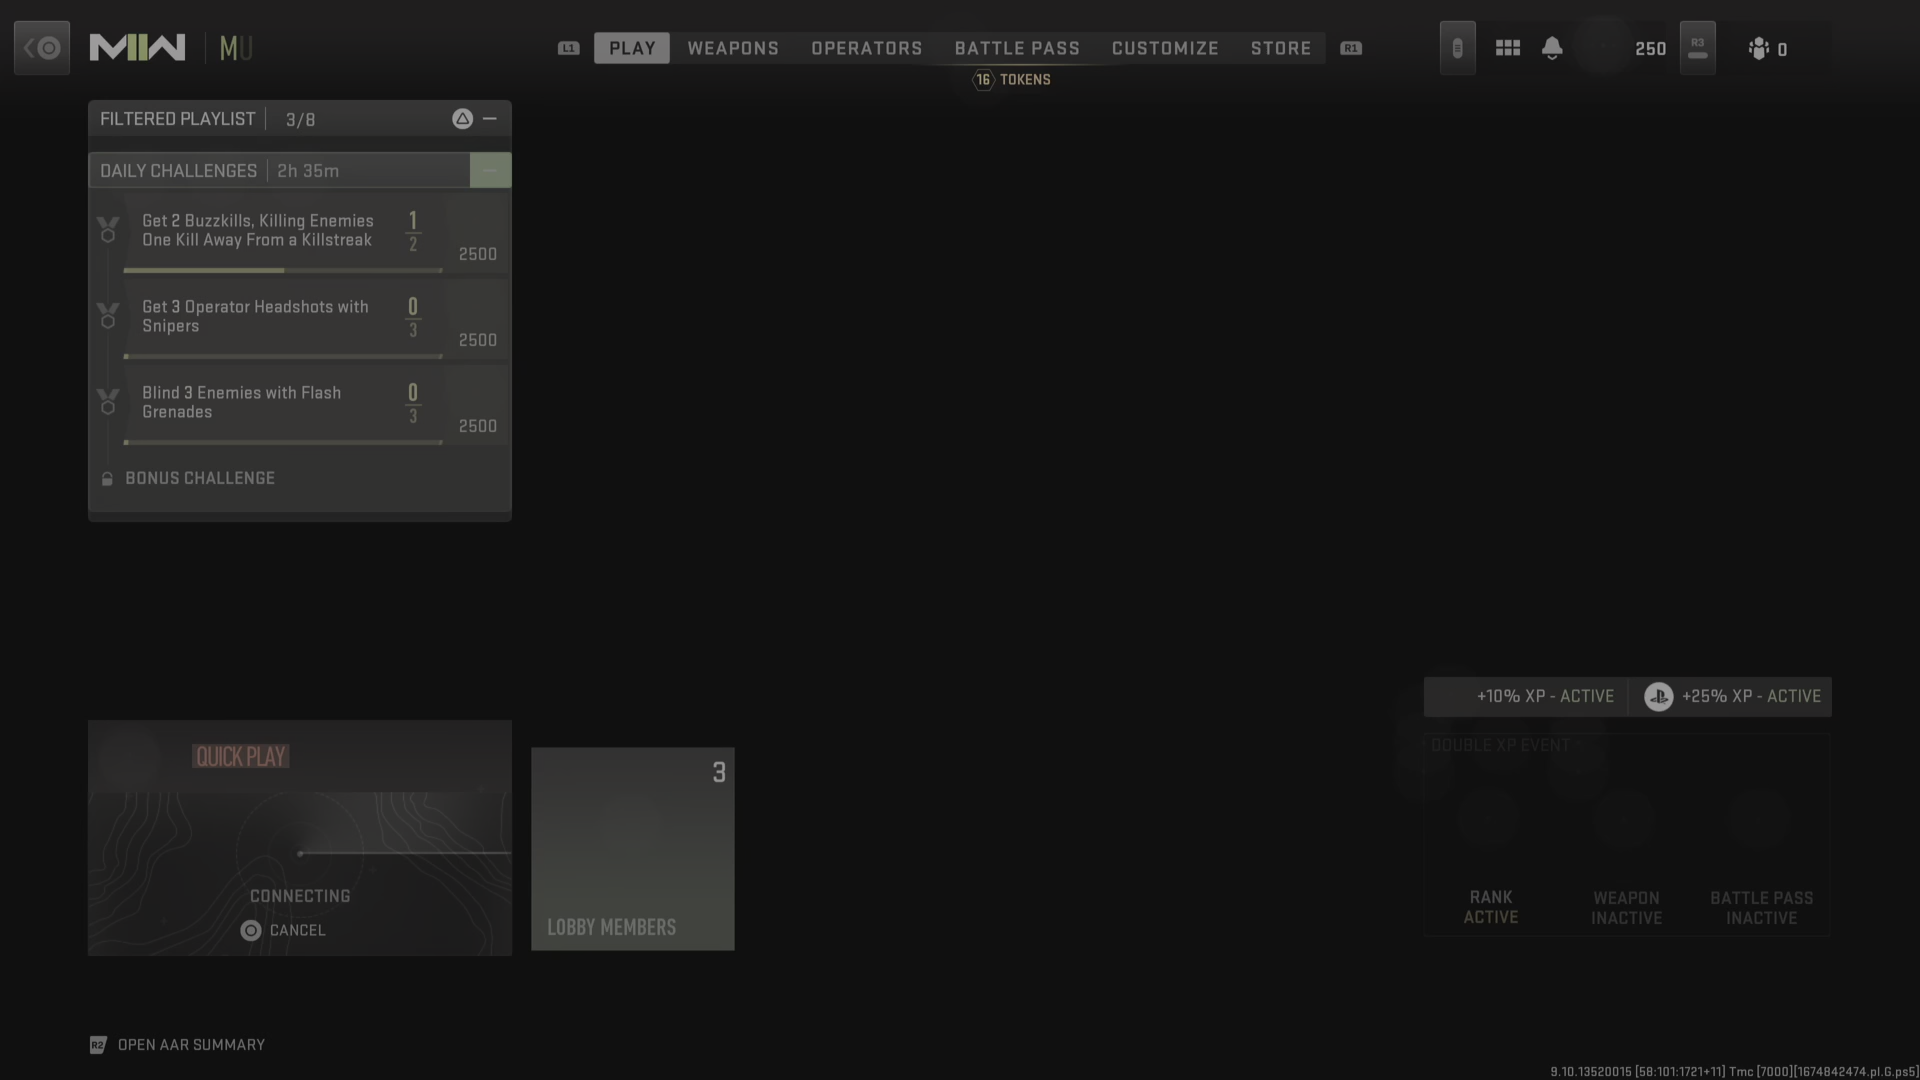 MW MU
L1 PLAY WEAPONS OPERATORS BATTLE PASS CUSTOMIZE STORE R1
250 R3 0
16 TOKENS
FILTERED PLAYLIST 3/8
DAILY CHALLENGES 2h 35m
Get 2 Buzzkills, Killing Enemies
One Kill Away From a Killstreak
1
2
2500
Get 3 Operator Headshots with
Snipers
0
3
2500
Blind 3 Enemies with Flash
Grenades
0
3
2500
BONUS CHALLENGE
+10% XP - ACTIVE +25% XP - ACTIVE
DOUBLE XP EVENT
QUICK PLAY
CONNECTING
CANCEL
3
LOBBY MEMBERS
RANK
ACTIVE
WEAPON
INACTIVE
BATTLE PASS
INACTIVE
R2 OPEN AAR SUMMARY
9.10.13520015 [58:101:1721+11] Tmc [7000][1674842474.pl.G.ps5]